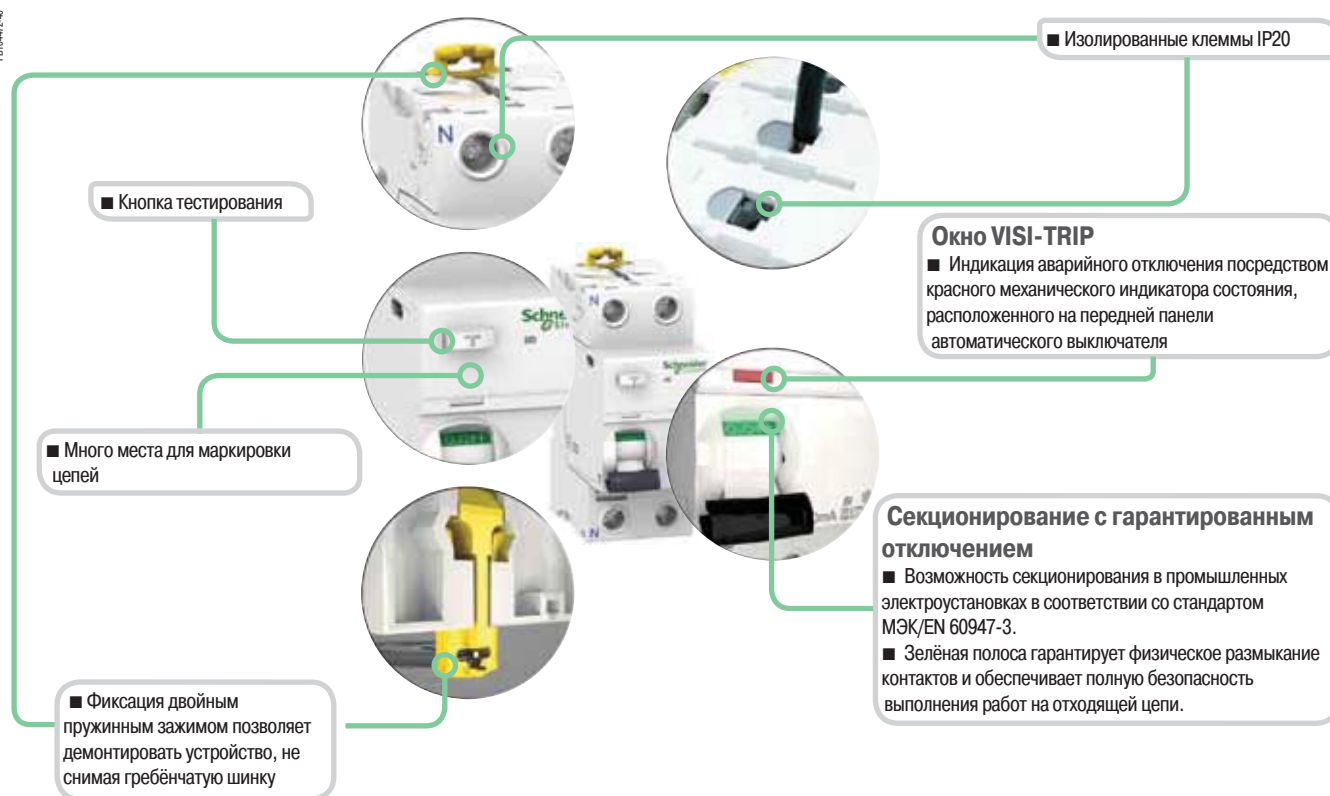 ■ Изолированные клеммы IP20
N
■ Кнопка тестирования
Окно VISI-TRIP
■ Индикация аварийного отключения посредством
красного механического индикатора состояния,
расположенного на передней панели
автоматического выключателя
N
Schneider
■ Много места для маркировки
цепей
N
Секционирование с гарантированным
отключением
■ Возможность секционирования в промышленных
электроустановках в соответствии со стандартом
МЭК/EN 60947-3.
■ Зелёная полоса гарантирует физическое размыкание
контактов и обеспечивает полную безопасность
выполнения работ на отходящей цепи.
■ Фиксация двойным
пружинным зажимом позволяет
демонтировать устройство, не
снимая гребёнчатую шинку